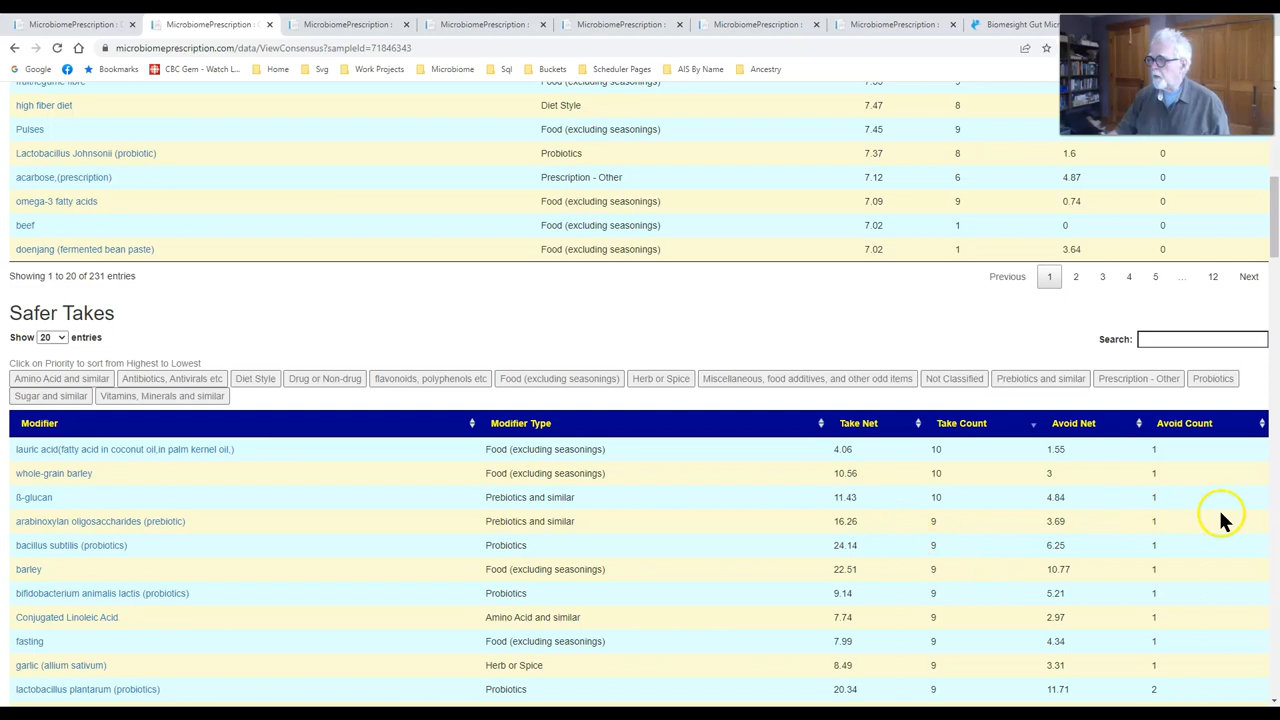 MicrobiomePrescription : MicrobiomePrescription : C MicrobiomePrescription : MicrobiomePrescription : MicrobiomePrescription : MicrobiomePrescription : MicrobiomePrescription : Biomesight Gut Mic
microbiomeprescription.com/data/ViewConsensus?sampleId=71846343
Google Bookmarks CBC Gem - Watch L... Home Svg Work Projects Microbiome Sql Buckets Scheduler Pages AIS By Name Ancestry
high fiber diet Diet Style 7.47 8
Pulses Food (excluding seasonings) 7.45 9
Lactobacillus Johnsonii (probiotic) Probiotics 7.37 8 1.6 0
acarbose,(prescription) Prescription - Other 7.12 6 4.87 0
omega-3 fatty acids Food (excluding seasonings) 7.09 9 0.74 0
beef Food (excluding seasonings) 7.02 1 0 0
doenjang (fermented bean paste) Food (excluding seasonings) 7.02 1 3.64 0
Showing 1 to 20 of 231 entries Previous 1 2 3 4 5 ... 12 Next
Safer Takes
Show 20 entries Search:
Click on Priority to sort from Highest to Lowest
Amino Acid and similar Antibiotics, Antivirals etc Diet Style Drug or Non-drug flavonoids, polyphenols etc Food (excluding seasonings) Herb or Spice Miscellaneous, food additives, and other odd items Not Classified Prebiotics and similar Prescription - Other Probiotics
Sugar and similar Vitamins, Minerals and similar
Modifier Modifier Type Take Net Take Count Avoid Net Avoid Count
lauric acid(fatty acid in coconut oil,in palm kernel oil,) Food (excluding seasonings) 4.06 10 1.55 1
whole-grain barley Food (excluding seasonings) 10.56 10 3 1
ß-glucan Prebiotics and similar 11.43 10 4.84 1
arabinoxylan oligosaccharides (prebiotic) Prebiotics and similar 16.26 9 3.69 1
bacillus subtilis (probiotics) Probiotics 24.14 9 6.25 1
barley Food (excluding seasonings) 22.51 9 10.77 1
bifidobacterium animalis lactis (probiotics) Probiotics 9.14 9 5.21 1
Conjugated Linoleic Acid Amino Acid and similar 7.74 9 2.97 1
fasting Food (excluding seasonings) 7.99 9 4.34 1
garlic (allium sativum) Herb or Spice 8.49 9 3.31 1
lactobacillus plantarum (probiotics) Probiotics 20.34 9 11.71 2